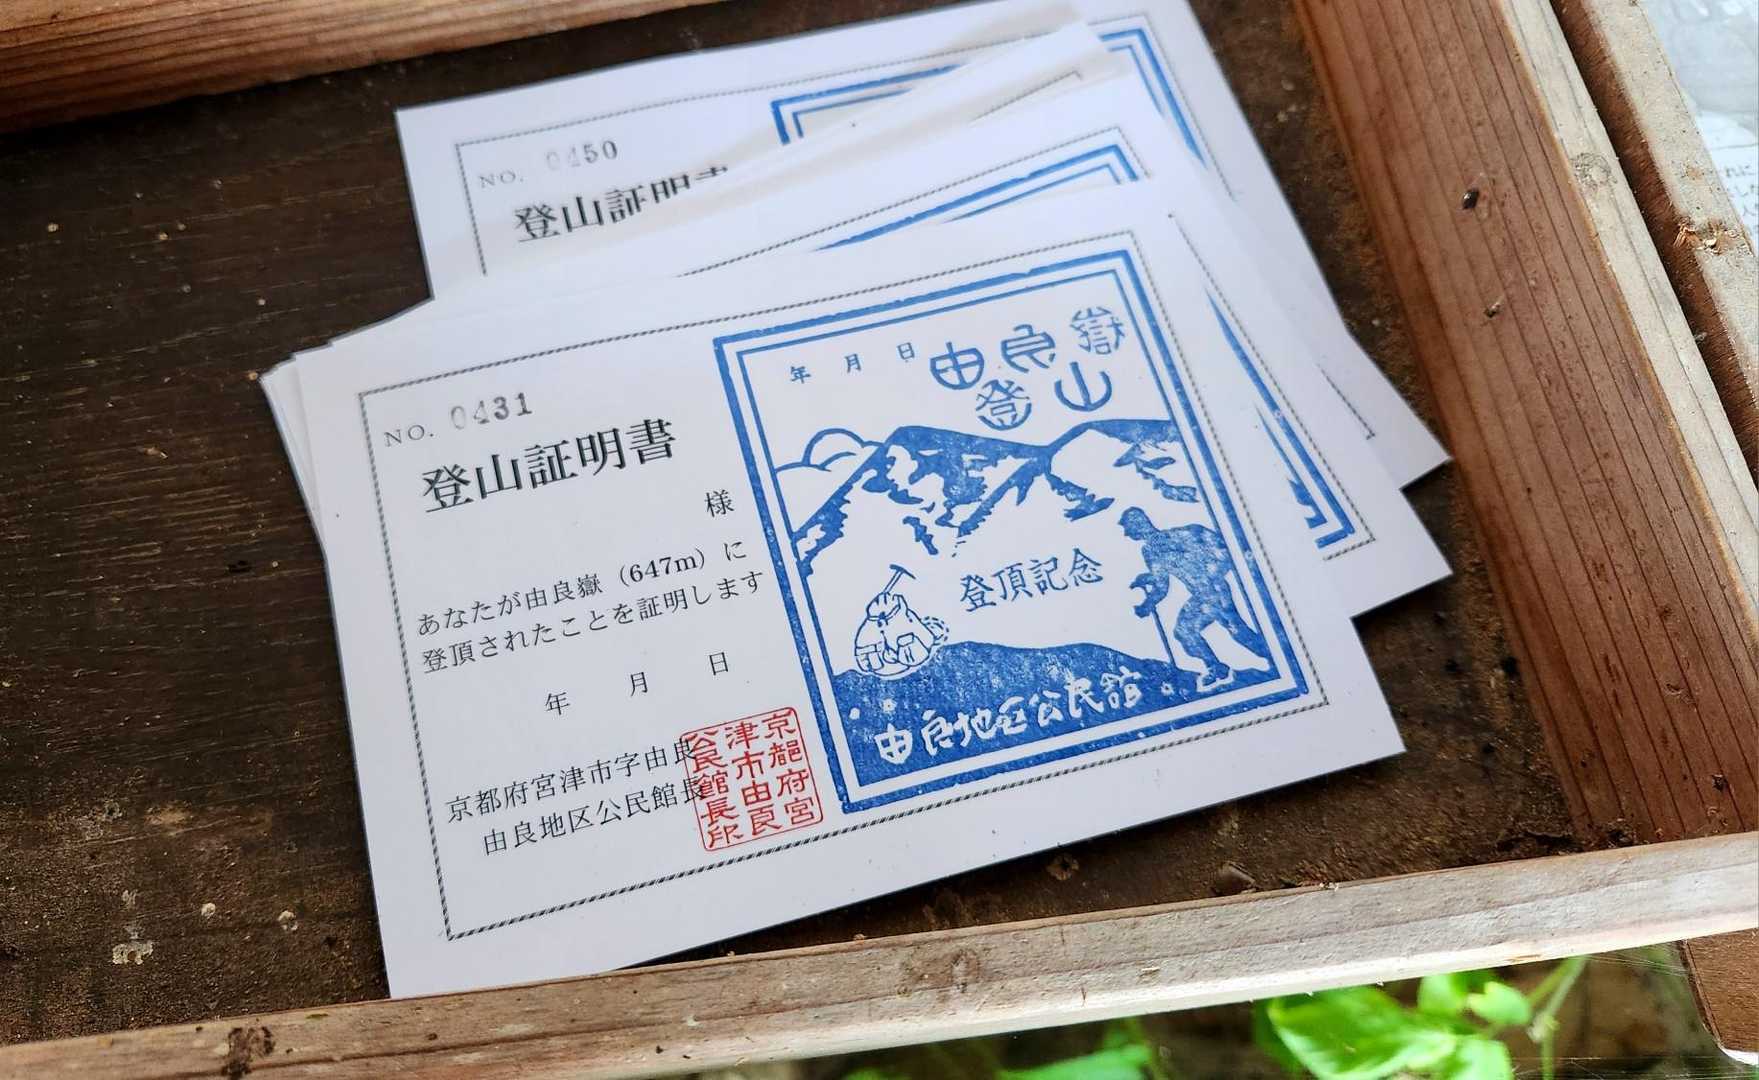 NO. 0450
登山証明書
NO. 0431
登山証明書
様
あなたが由良嶽（647m）に
登頂されたことを証明します
年 月 日
京都府宮津市字由良
由良地区公民館長
京都府宮
津市由良
公民館長印
年 月 日
由良嶽
登山
登頂記念
由良地区公民館